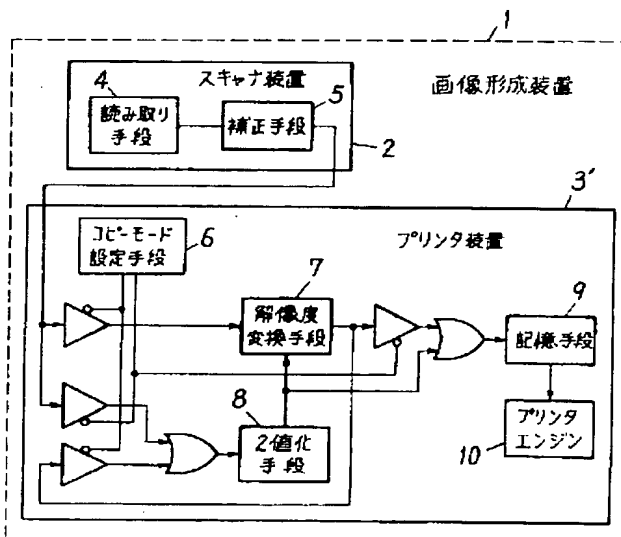 1
スキャナ装置
画像形成装置
4
読み取り
手段
5
補正手段
2
3'
コピーモード
設定手段
6
プリンタ装置
7
解像度
変換手段
9
記憶手段
8
2値化
手段
プリンタ
エンジン
10